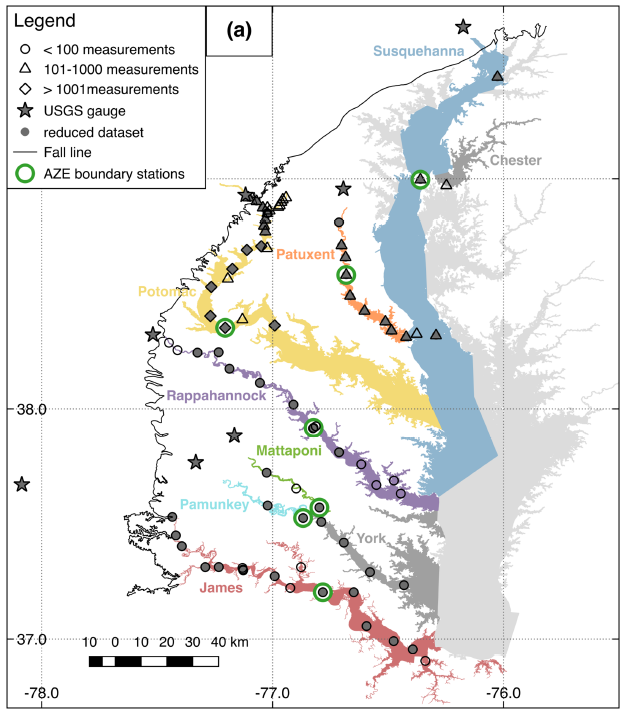 Legend
< 100 measurements
101-1000 measurements
> 1001measurements
USGS gauge
reduced dataset
Fall line
AZE boundary stations
(a)
Susquehanna
Chester
Patuxent
Potomac
Rappahannock
Mattaponi
Pamunkey
York
James
38.0
37.0
10 0 10 20 30 40 km
-78.0 -77.0 -76.0